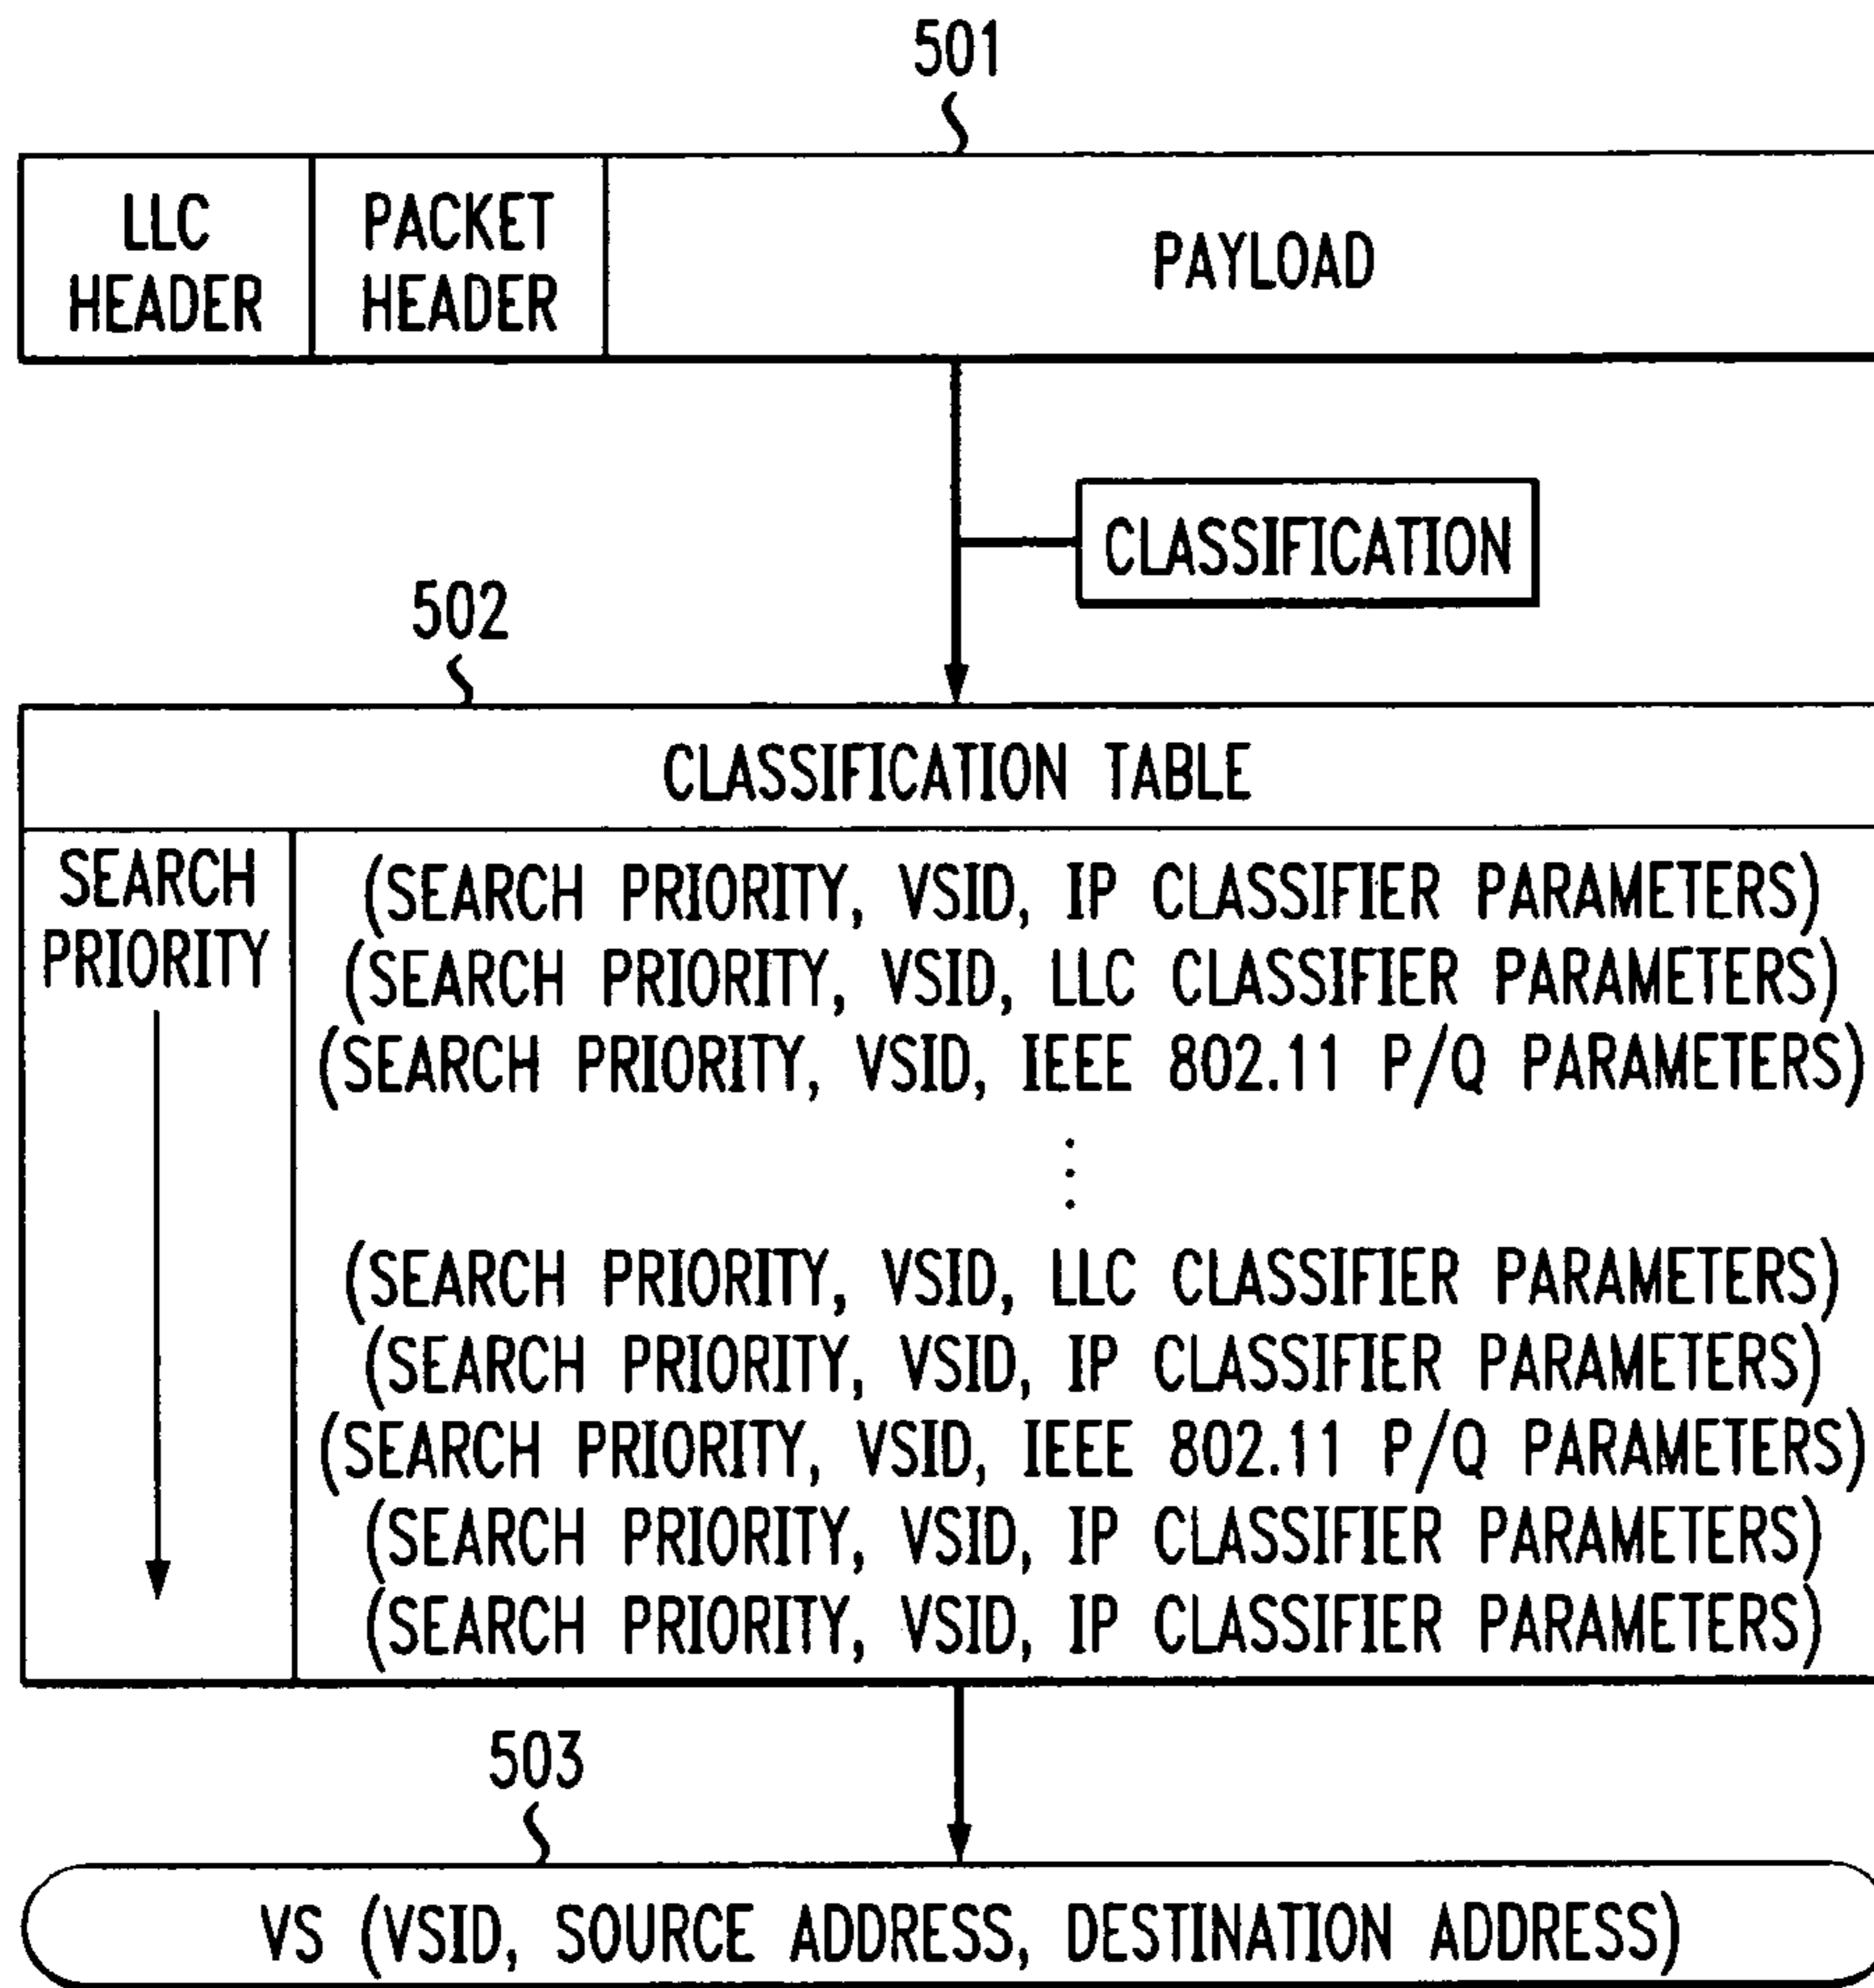 501
LLC
HEADER
PACKET
HEADER
PAYLOAD
CLASSIFICATION
502
CLASSIFICATION TABLE
SEARCH
PRIORITY
(SEARCH PRIORITY, VSID, IP CLASSIFIER PARAMETERS)
(SEARCH PRIORITY, VSID, LLC CLASSIFIER PARAMETERS)
(SEARCH PRIORITY, VSID, IEEE 802.11 P/Q PARAMETERS)
⋮
(SEARCH PRIORITY, VSID, LLC CLASSIFIER PARAMETERS)
(SEARCH PRIORITY, VSID, IP CLASSIFIER PARAMETERS)
(SEARCH PRIORITY, VSID, IEEE 802.11 P/Q PARAMETERS)
(SEARCH PRIORITY, VSID, IP CLASSIFIER PARAMETERS)
(SEARCH PRIORITY, VSID, IP CLASSIFIER PARAMETERS)
503
VS (VSID, SOURCE ADDRESS, DESTINATION ADDRESS)